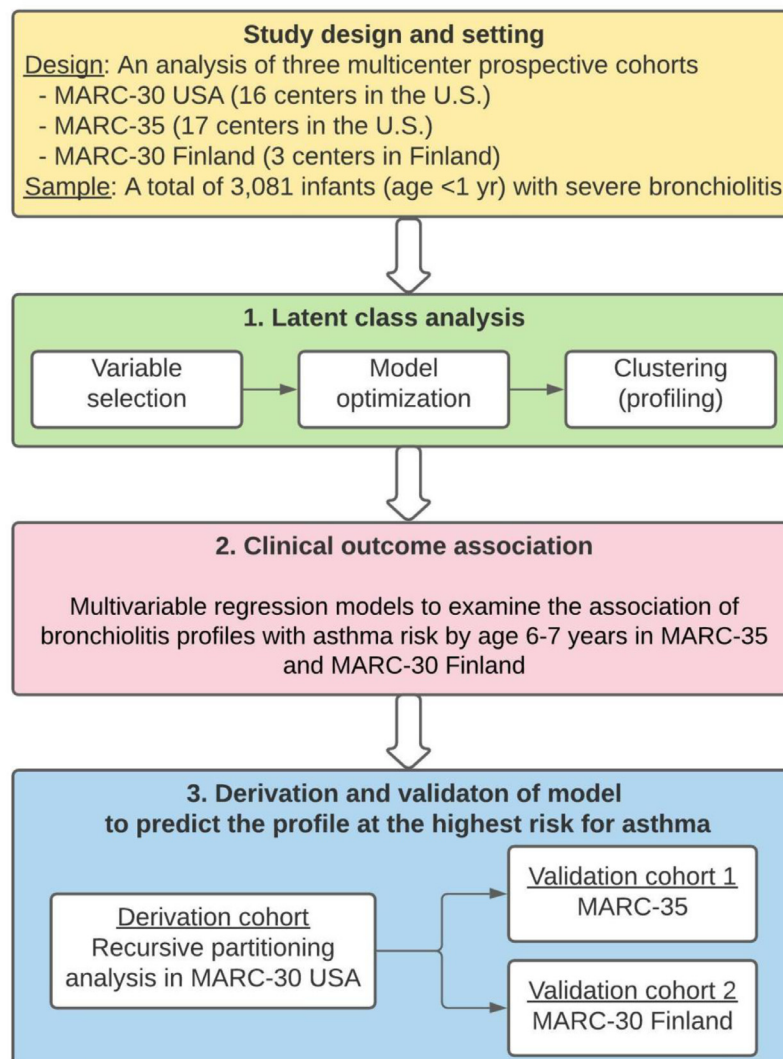 Study design and setting
Design: An analysis of three multicenter prospective cohorts
- MARC-30 USA (16 centers in the U.S.)
- MARC-35 (17 centers in the U.S.)
- MARC-30 Finland (3 centers in Finland)
Sample: A total of 3,081 infants (age <1 yr) with severe bronchiolitis
1. Latent class analysis
Variable
selection
Model
optimization
Clustering
(profiling)
2. Clinical outcome association
Multivariable regression models to examine the association of
bronchiolitis profiles with asthma risk by age 6-7 years in MARC-35
and MARC-30 Finland
3. Derivation and validaton of model
to predict the profile at the highest risk for asthma
Derivation cohort
Recursive partitioning
analysis in MARC-30 USA
Validation cohort 1
MARC-35
Validation cohort 2
MARC-30 Finland